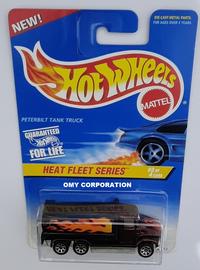 NEW!
DIE-CAST METAL PARTS.
FOR AGES OVER 3 YEARS.
Hot Wheels
MATTEL
PETERBILT TANK TRUCK
GUARANTEED
FOR LIFE
HEAT FLEET SERIES™
OMY CORPORATION